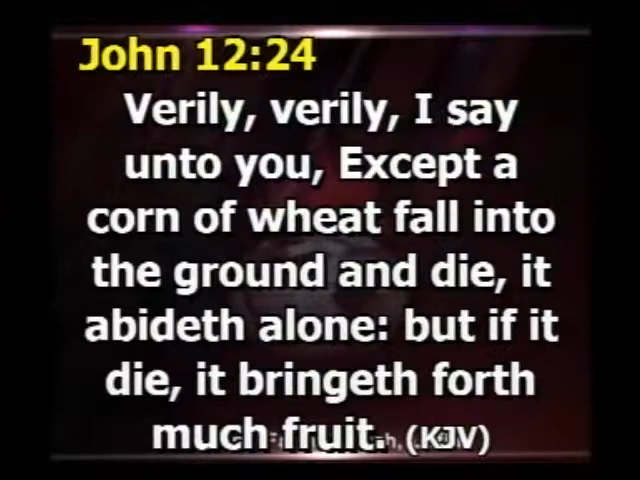 John 12:24
Verily, verily, I say
unto you, Except a
corn of wheat fall into
the ground and die, it
abideth alone: but if it
die, it bringeth forth
much fruit. (KJV)